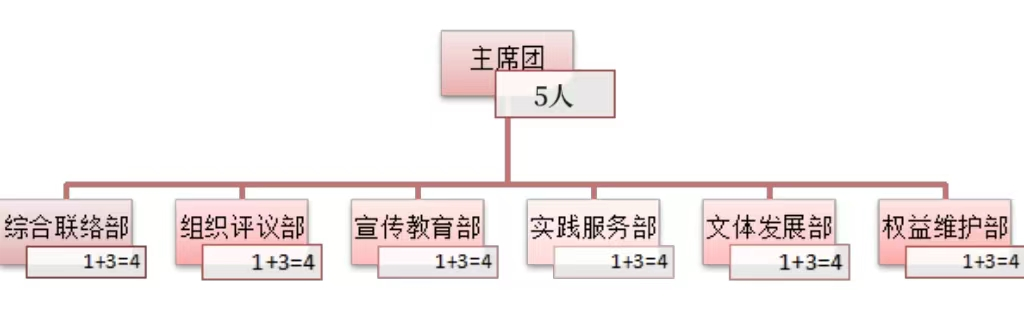 主席团
5人
综合联络部
1+3=4
组织评议部
1+3=4
宣传教育部
1+3=4
实践服务部
1+3=4
文体发展部
1+3=4
权益维护部
1+3=4